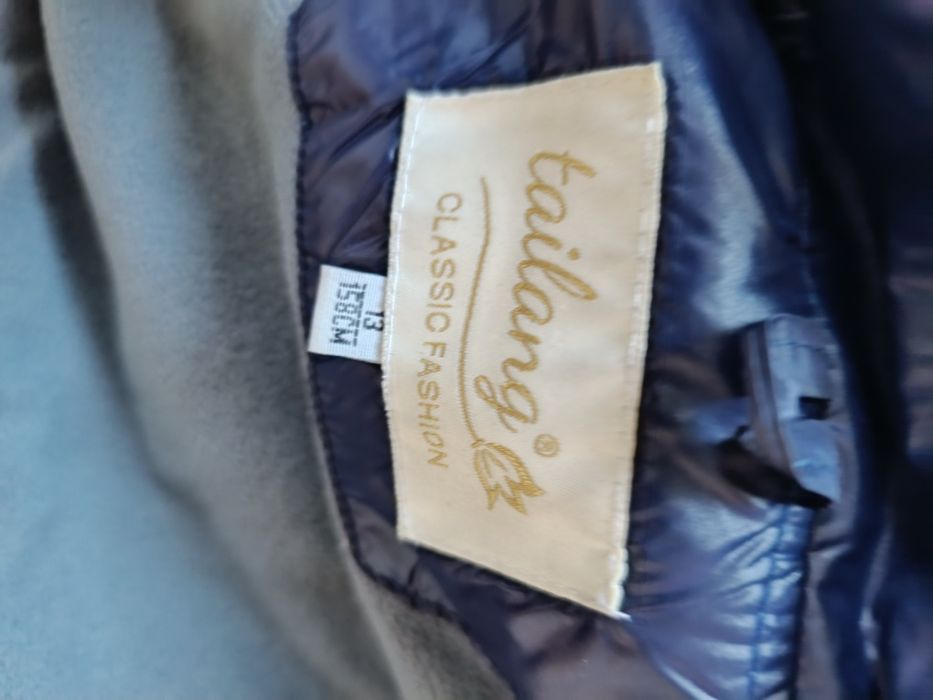 tailang®
CLASSIC FASHION
13
158CM